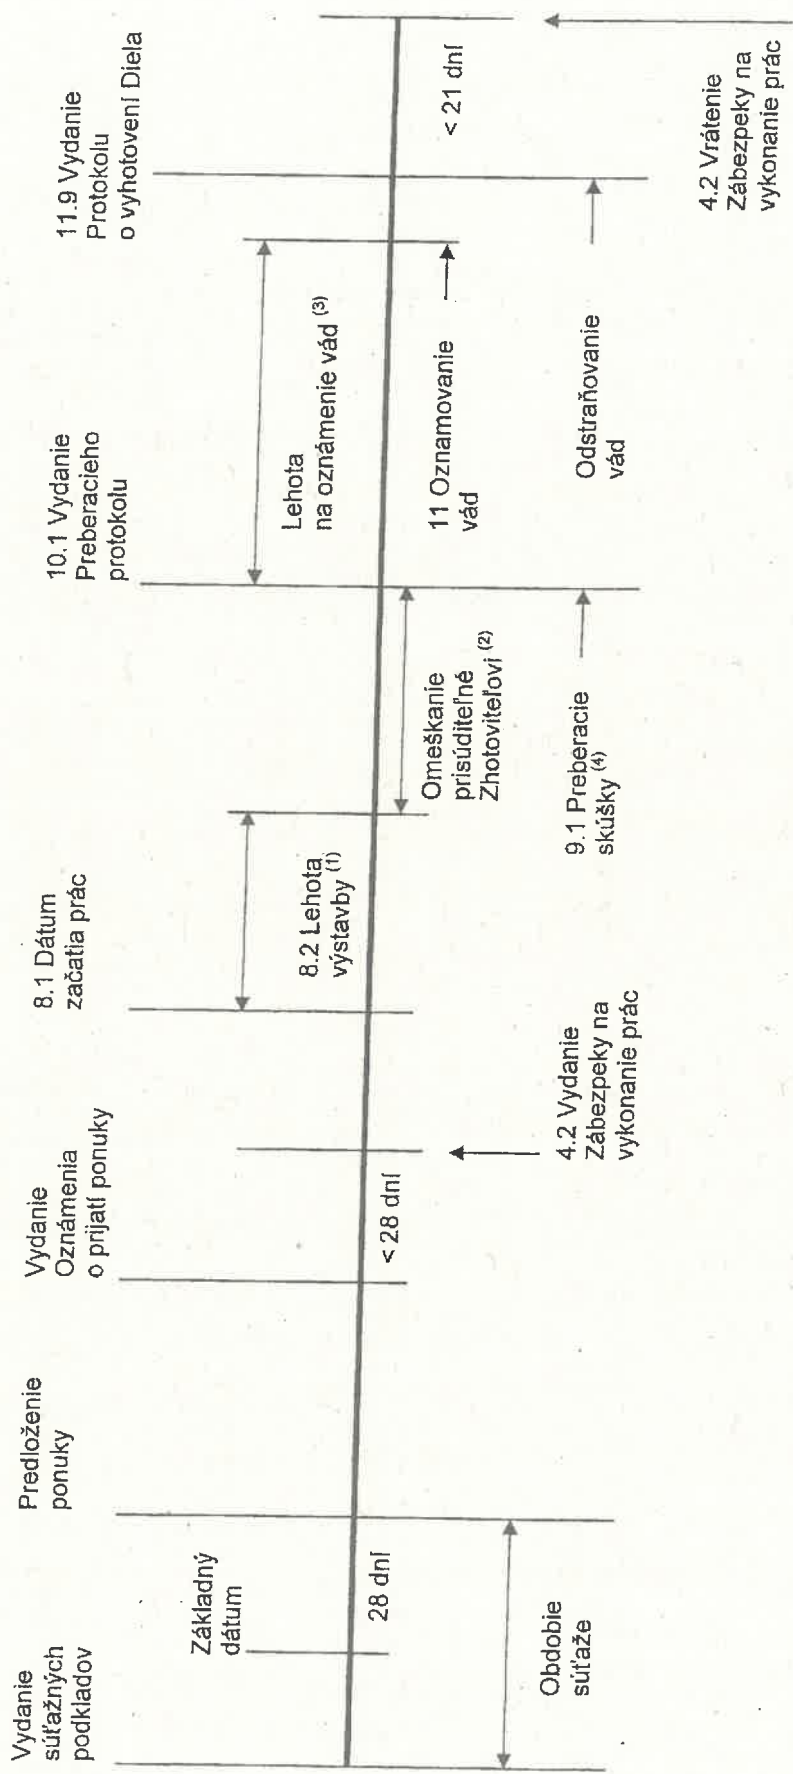 Vydanie
súťažných
podkladov
Predloženie
ponuky
Vydanie
Oznámenia
o prijatí ponuky
8.1 Dátum
začatia prác
10.1 Vydanie
Preberacieho
protokolu
11.9 Vydanie
Protokolu
o vyhotovení Diela
Základný
dátum
8.2 Lehota
výstavby (1)
Lehota
na oznámenie vád (3)
28 dní
< 28 dní
Omeškanie
prisúditeľné
Zhotoviteľovi (2)
11 Oznamovanie
vád
< 21 dní
Obdobie
súťaže
4.2 Vydanie
Zábezpeky na
vykonanie prác
9.1 Preberacie
skúšky (4)
Odstraňovanie
vád
4.2 Vrátenie
Zábezpeky na
vykonanie prác